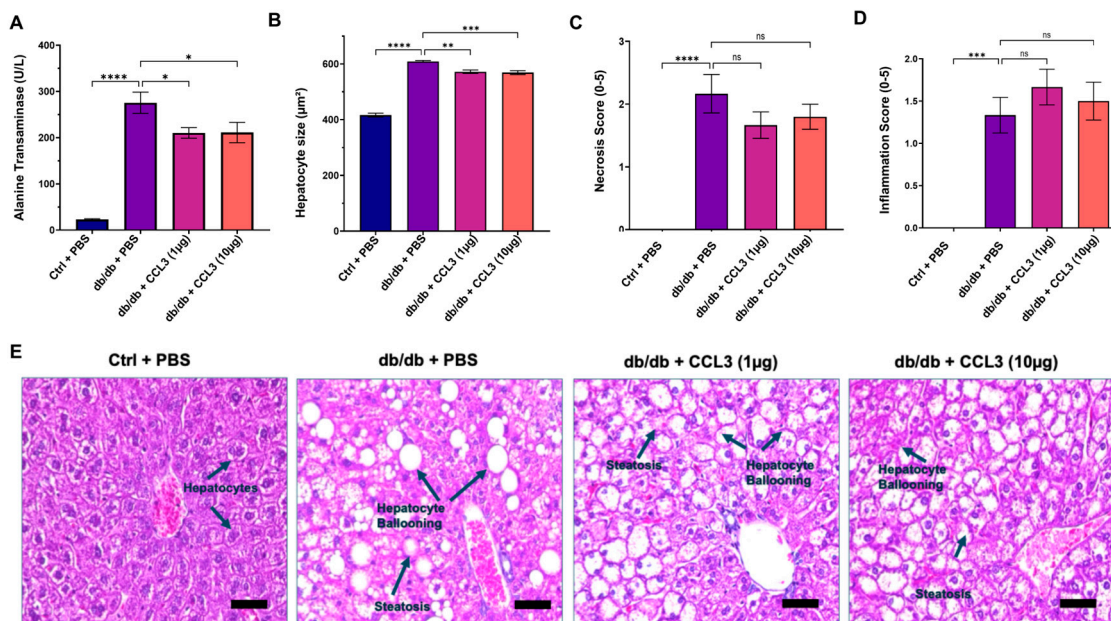 A
Alanine Transaminase (U/L)
400
300
200
100
0
****
*
*
Ctrl + PBS
db/db + PBS
db/db + CCL3 (1µg)
db/db + CCL3 (10µg)
B
Hepatocyte size (µm²)
600
400
200
0
****
**
***
Ctrl + PBS
db/db + PBS
db/db + CCL3 (1µg)
db/db + CCL3 (10µg)
C
Necrosis Score (0-5)
3
2
1
0
****
ns
ns
Ctrl + PBS
db/db + PBS
db/db + CCL3 (1µg)
db/db + CCL3 (10µg)
D
Inflammation Score (0–5)
2.0
1.5
1.0
0.5
0.0
***
ns
ns
Ctrl + PBS
db/db + PBS
db/db + CCL3 (1µg)
db/db + CCL3 (10µg)
E
Ctrl + PBS
db/db + PBS
db/db + CCL3 (1µg)
db/db + CCL3 (10µg)
Hepatocytes
Hepatocyte
Ballooning
Steatosis
Steatosis
Hepatocyte
Ballooning
Hepatocyte
Ballooning
Steatosis